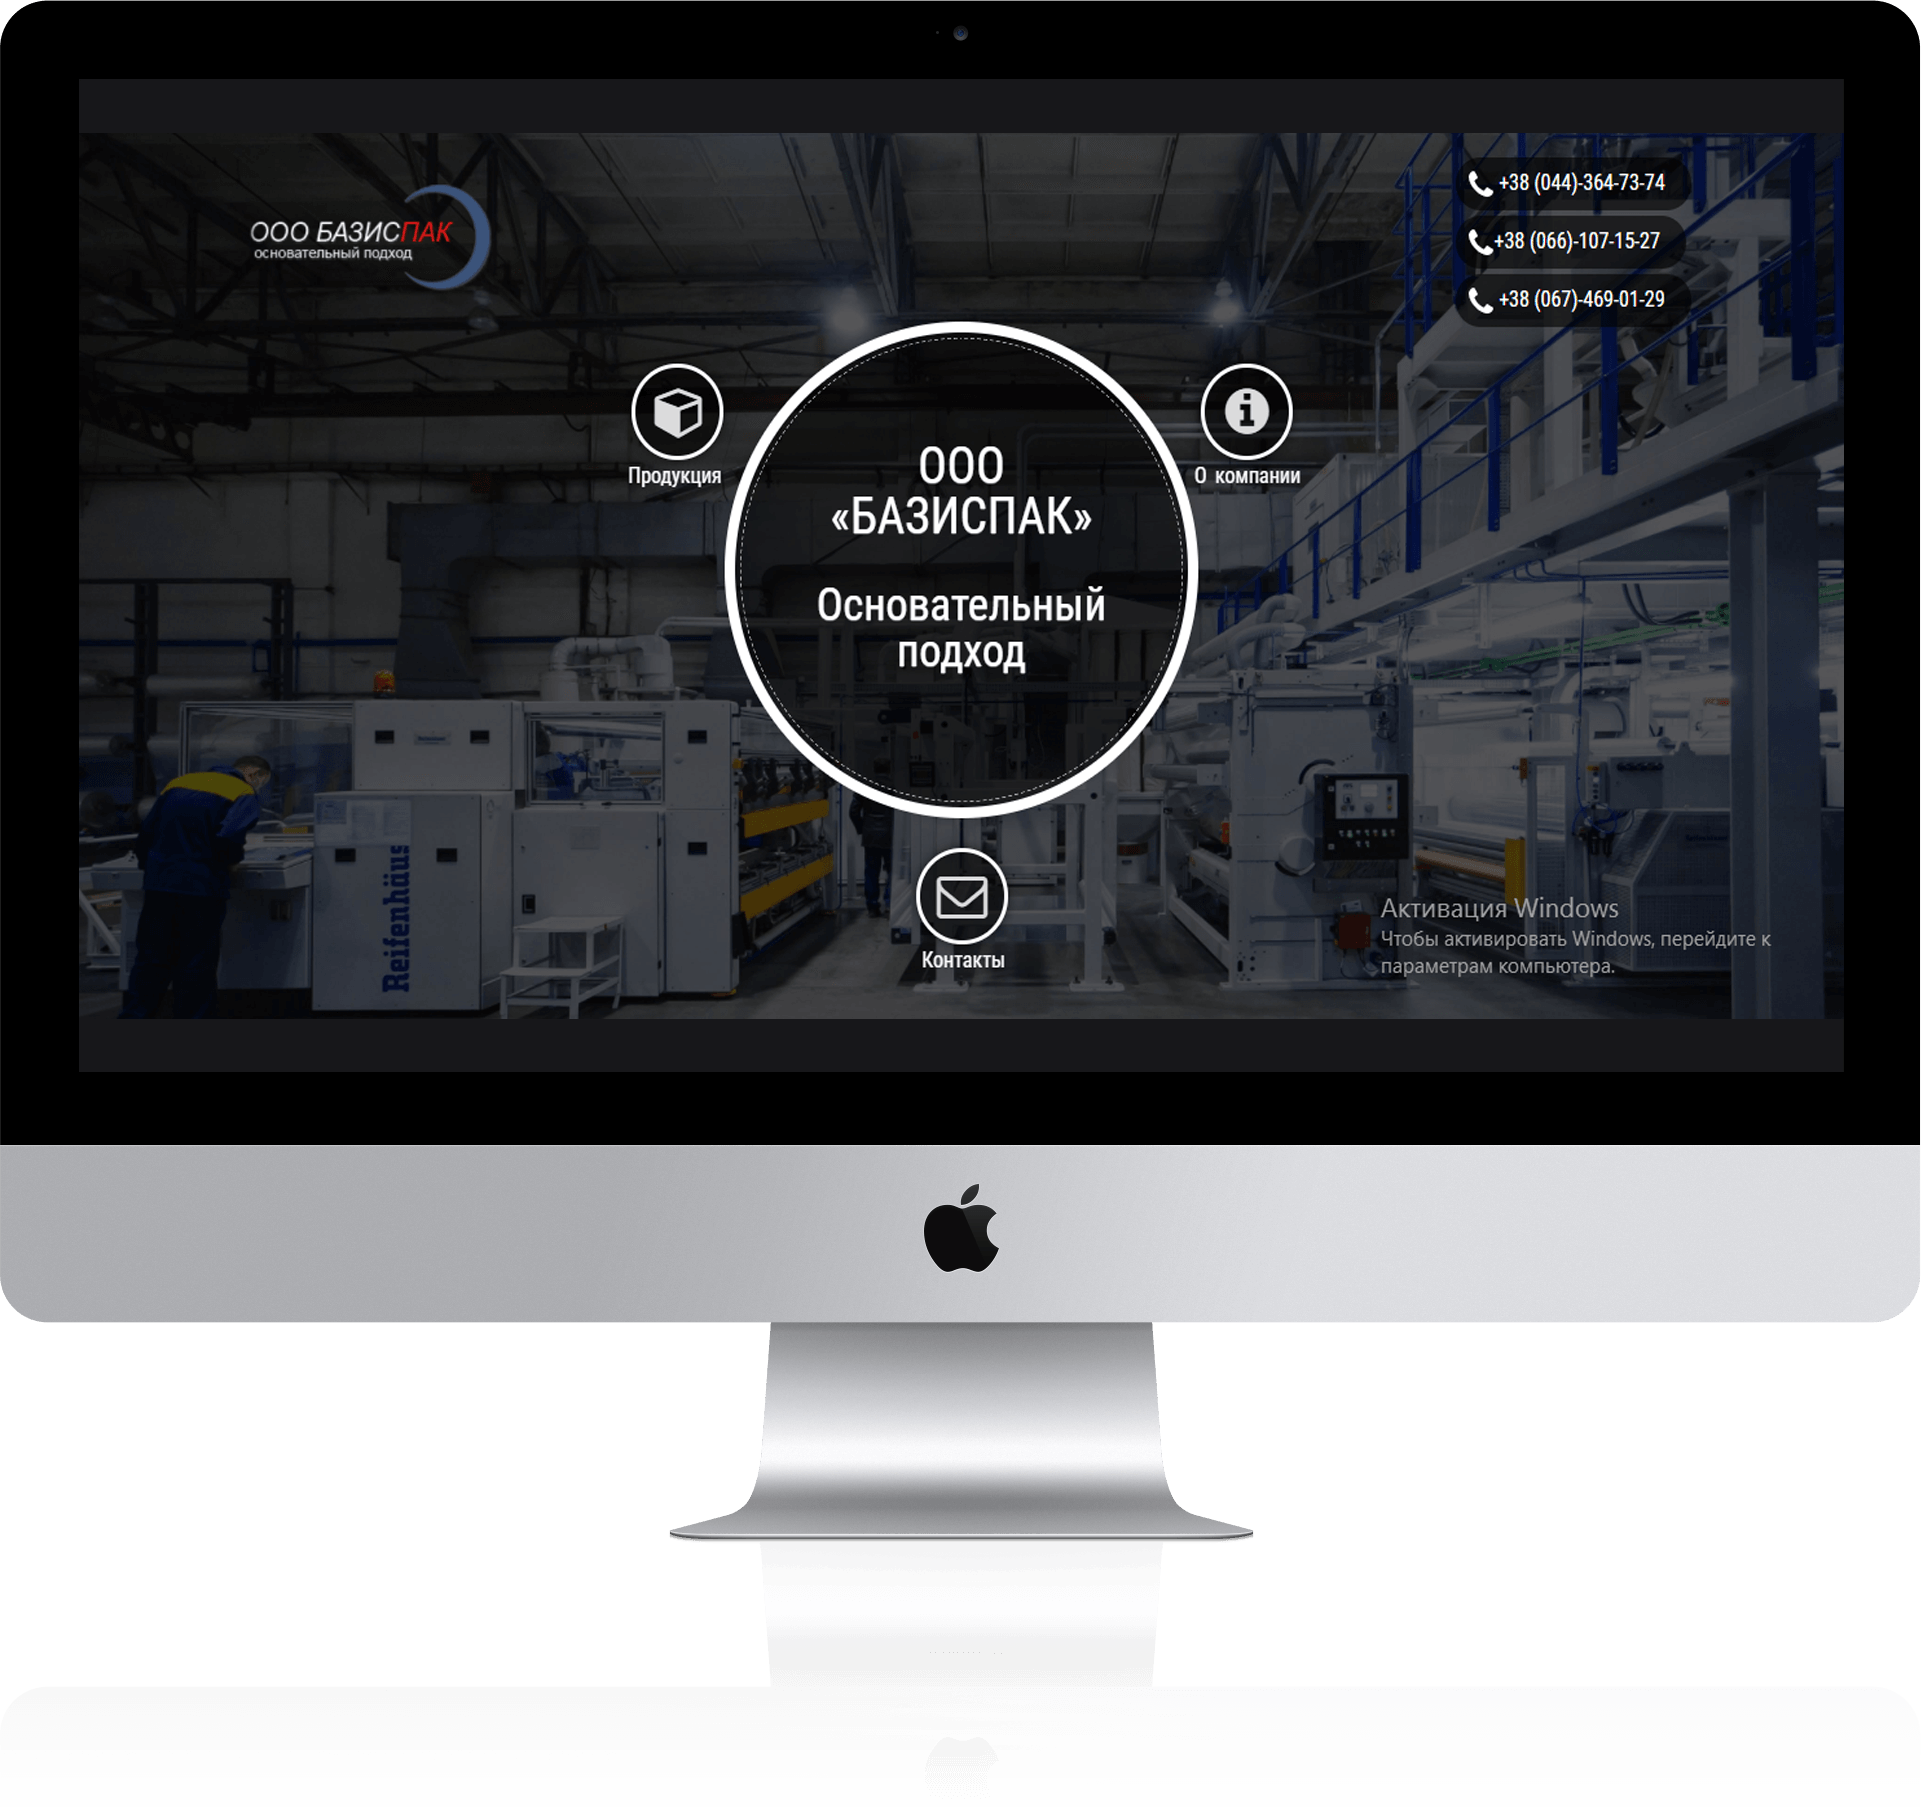 ООО БАЗИСПАК
основательный подход
+38 (044)-364-73-74
+38 (066)-107-15-27
+38 (067)-469-01-29
Продукция
О компании
ООО
«БАЗИСПАК»
Основательный
подход
Reifenhäuser
Контакты
Активация Windows
Чтобы активировать Windows, перейдите к
параметрам компьютера.